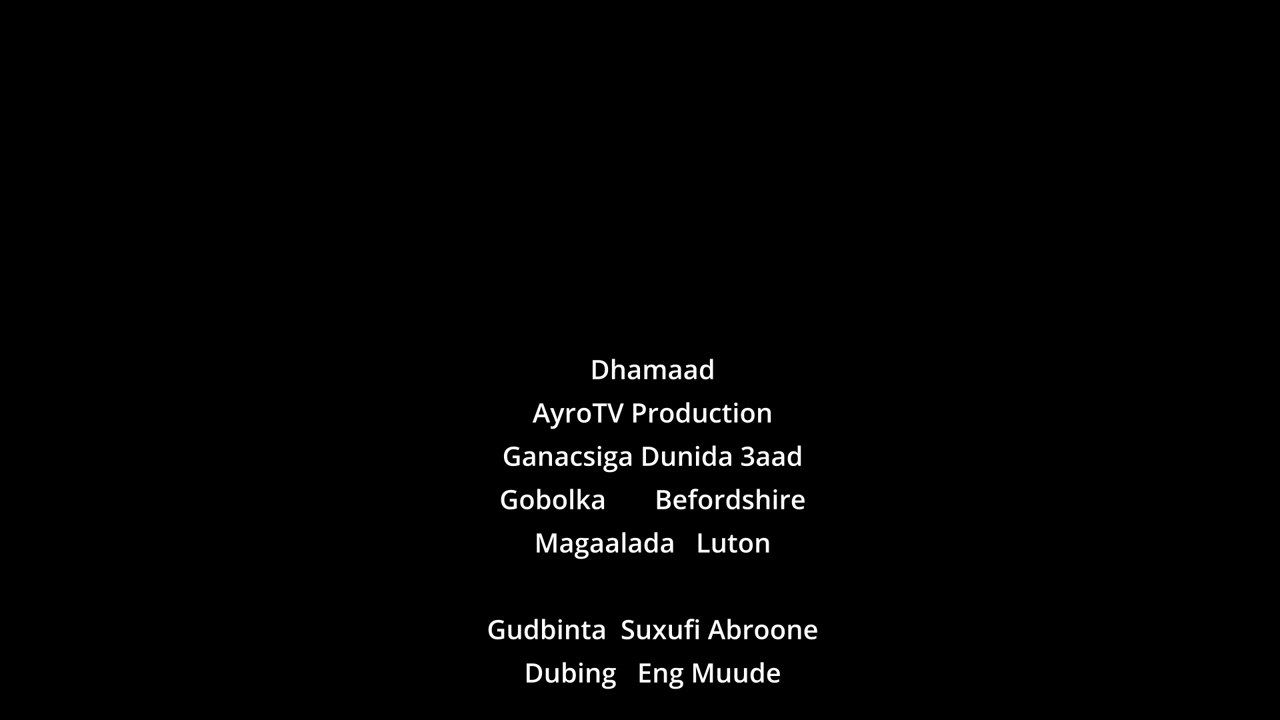 Dhamaad
AyroTV Production
Ganacsiga Dunida 3aad
Gobolka Befordshire
Magaalada Luton
Gudbinta Suxufi Abroone
Dubing Eng Muude